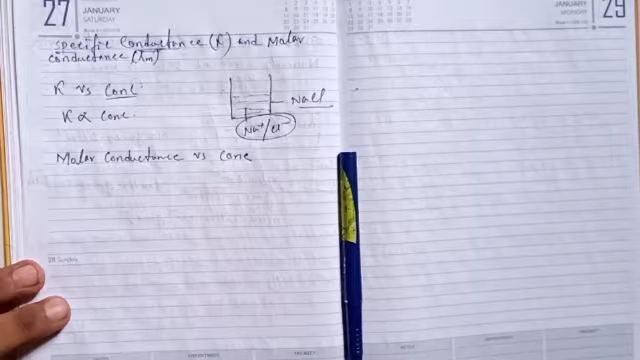 27 JANUARY
SATURDAY
JANUARY 29
MONDAY
specific conductance (K) and Molar
conductance (λm)
K vs Conc.
K ∝ conc.
NaCl
Na+/Cl-
Molar Conductance vs conc
28 Sunday